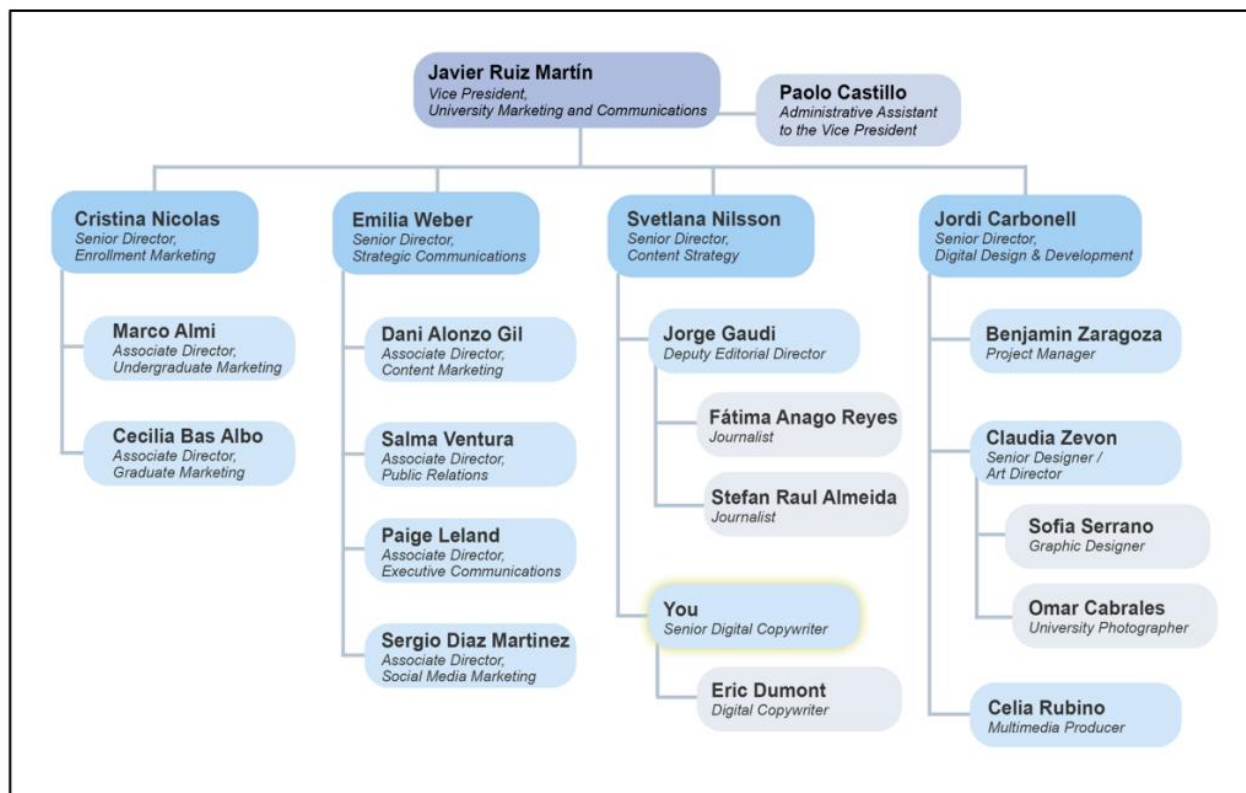 Javier Ruiz Martín
Vice President,
University Marketing and Communications
Paolo Castillo
Administrative Assistant
to the Vice President
Cristina Nicolas
Senior Director,
Enrollment Marketing
Marco Almi
Associate Director,
Undergraduate Marketing
Cecilia Bas Albo
Associate Director,
Graduate Marketing
Emilia Weber
Senior Director,
Strategic Communications
Dani Alonzo Gil
Associate Director,
Content Marketing
Salma Ventura
Associate Director,
Public Relations
Paige Leland
Associate Director,
Executive Communications
Sergio Diaz Martinez
Associate Director,
Social Media Marketing
Svetlana Nilsson
Senior Director,
Content Strategy
Jorge Gaudi
Deputy Editorial Director
Fátima Anago Reyes
Journalist
Stefan Raul Almeida
Journalist
You
Senior Digital Copywriter
Eric Dumont
Digital Copywriter
Jordi Carbonell
Senior Director,
Digital Design & Development
Benjamin Zaragoza
Project Manager
Claudia Zevon
Senior Designer /
Art Director
Sofia Serrano
Graphic Designer
Omar Cabrales
University Photographer
Celia Rubino
Multimedia Producer